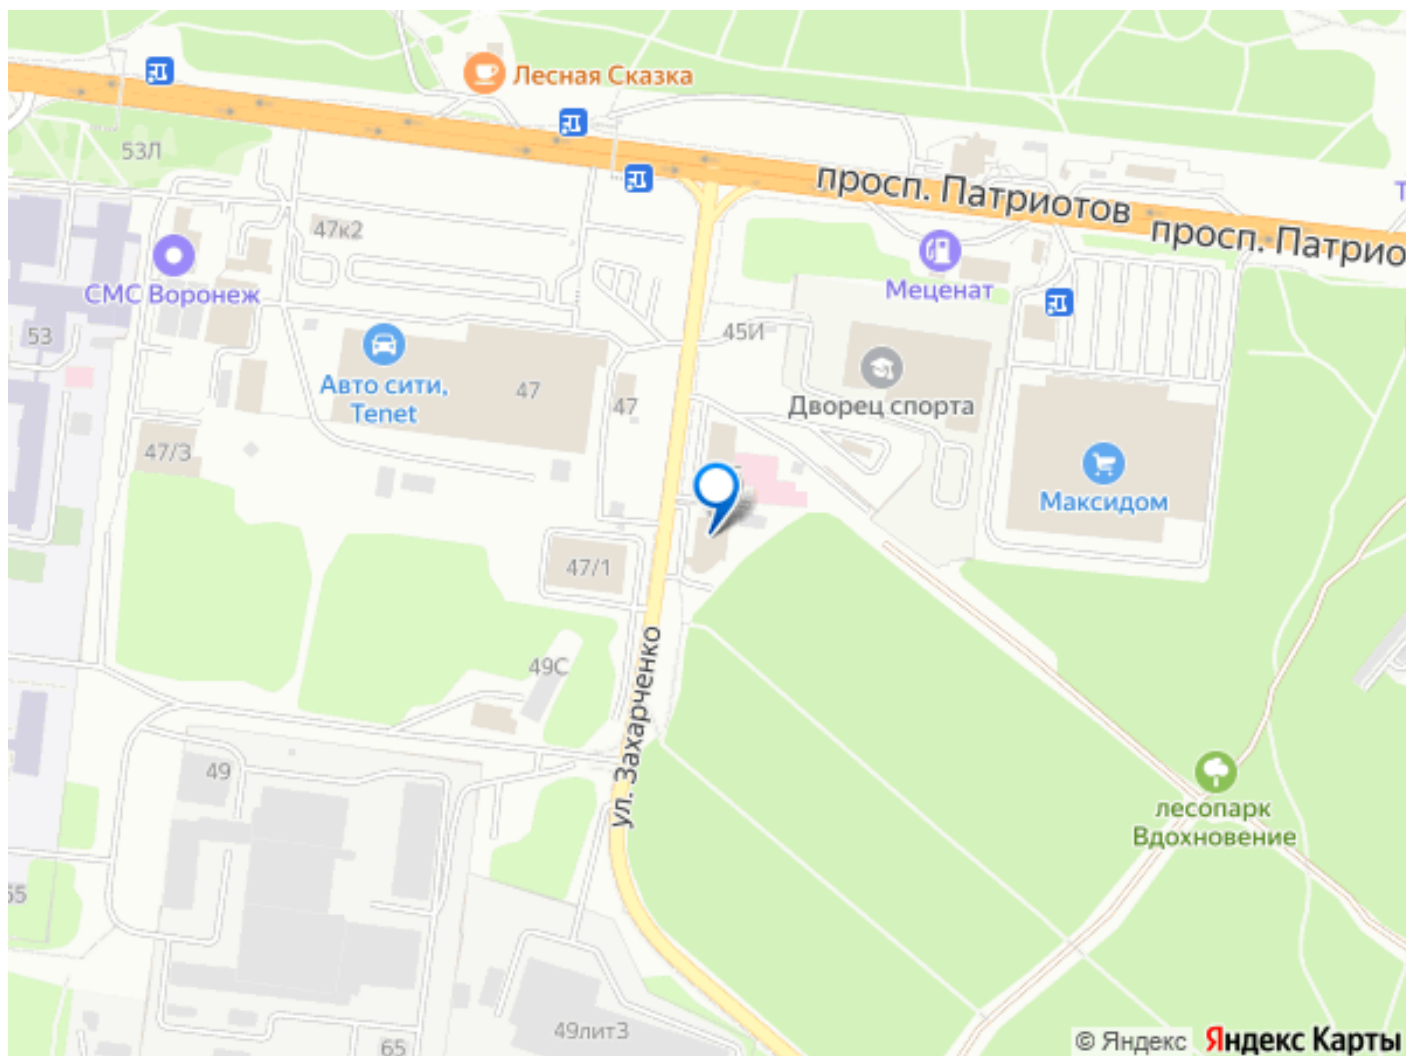 Лесная Сказка
53Л
просп. Патриотов
просп. Патрио
Т
47к2
СМС Воронеж
Меценат
53
45И
Авто сити,
Tenet
47
47
Дворец спорта
47/3
Максидом
47/1
49С
ул. Захарченко
49
лесопарк
Вдохновение
65
49лит3
65
© Яндекс Яндекс Карты